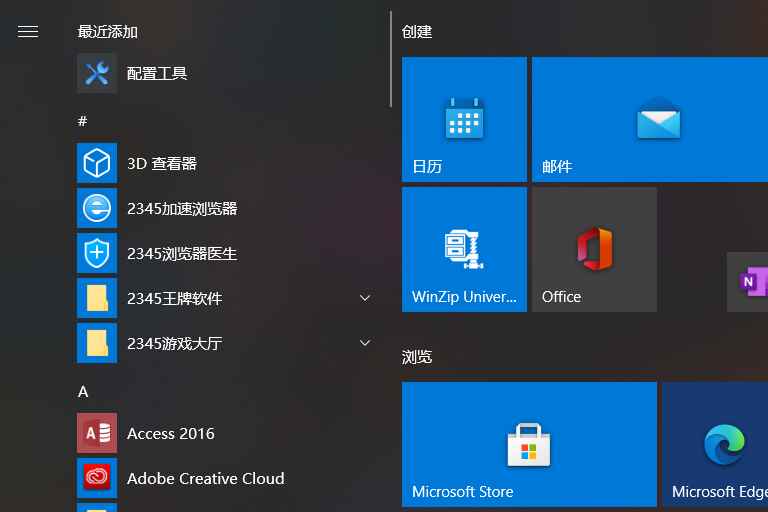 最近添加
配置工具
#
3D 查看器
2345加速浏览器
2345浏览器医生
2345王牌软件
2345游戏大厅
A
Access 2016
Adobe Creative Cloud
创建
日历
邮件
WinZip Univer...
Office
浏览
Microsoft Store
Microsoft Edge